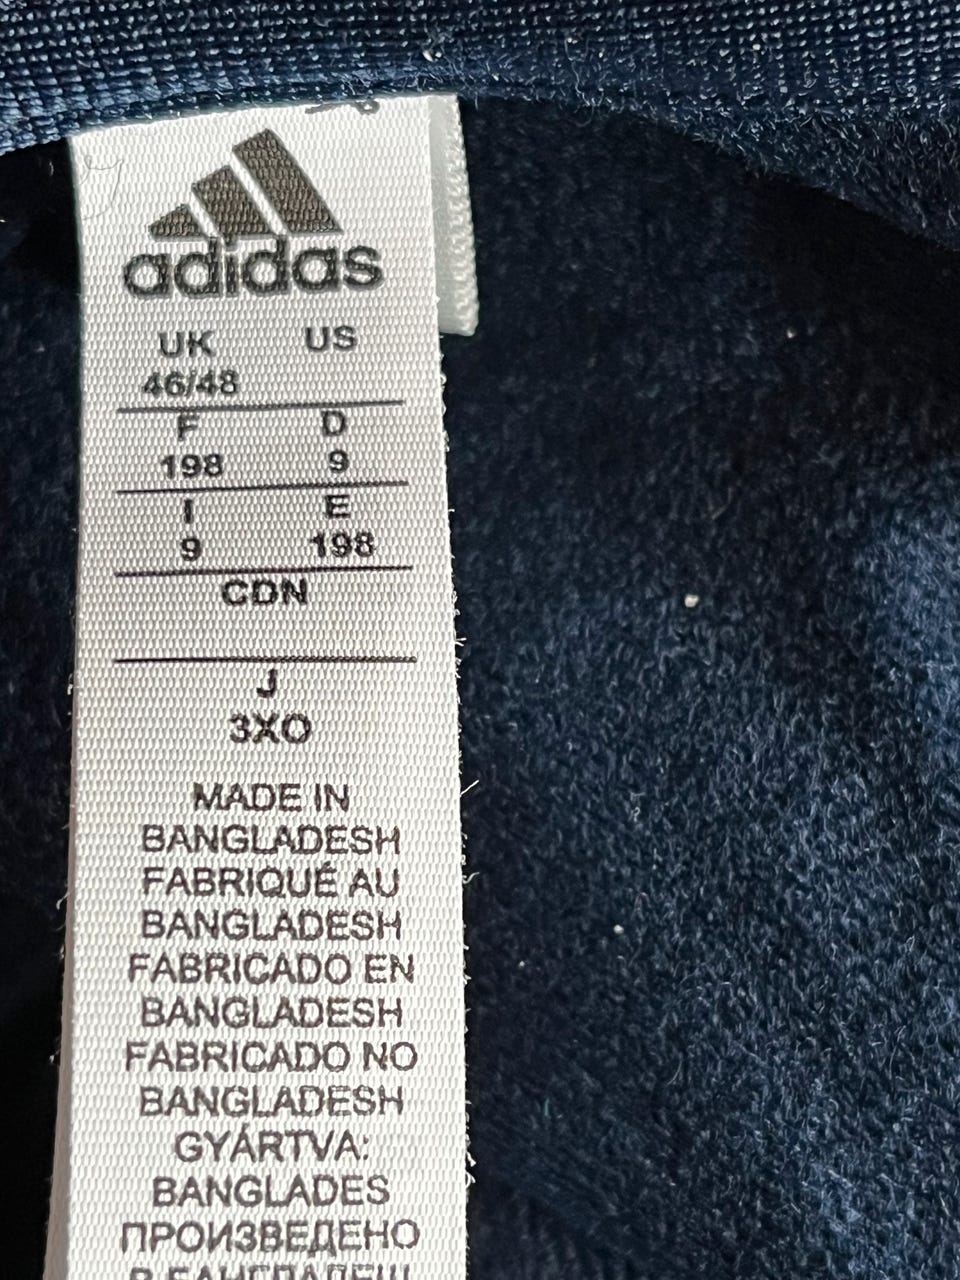 adidas
UK US
46/48
F D
198 9
I E
9 198
CDN
J
3XO
MADE IN
BANGLADESH
FABRIQUÉ AU
BANGLADESH
FABRICADO EN
BANGLADESH
FABRICADO NO
BANGLADESH
GYÁRTVA:
BANGLADES
ПРОИЗВЕДЕНО
В БАНГЛАДЕШ